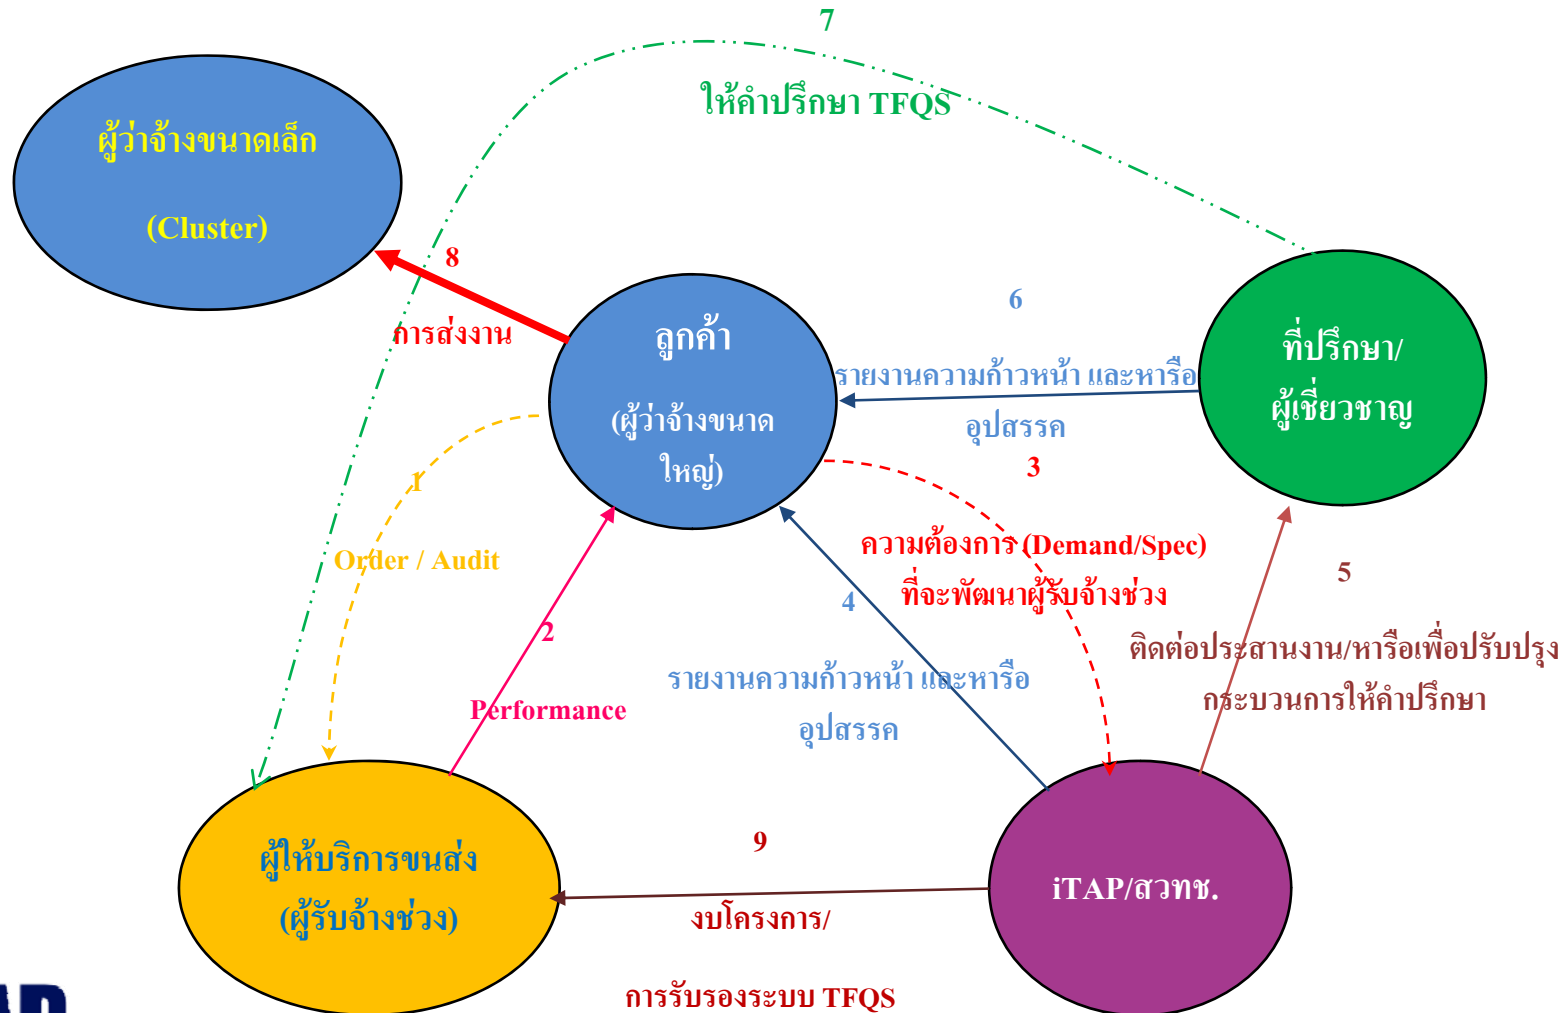 7
ให้คำปรึกษา TFQS
ผู้ว่าจ้างขนาดเล็ก
(Cluster)
8
การส่งงาน
ลูกค้า
(ผู้ว่าจ้างขนาด
ใหญ่)
6
รายงานความก้าวหน้า และหารือ
อุปสรรค
ที่ปรึกษา/
ผู้เชี่ยวชาญ
1
Order / Audit
3
ความต้องการ (Demand/Spec)
ที่จะพัฒนาผู้รับจ้างช่วง
2
Performance
4
รายงานความก้าวหน้า และหารือ
อุปสรรค
5
ติดต่อประสานงาน/หารือเพื่อปรับปรุง
กระบวนการให้คำปรึกษา
ผู้ให้บริการขนส่ง
(ผู้รับจ้างช่วง)
9
งบโครงการ/
การรับรองระบบ TFQS
iTAP/สวทช.